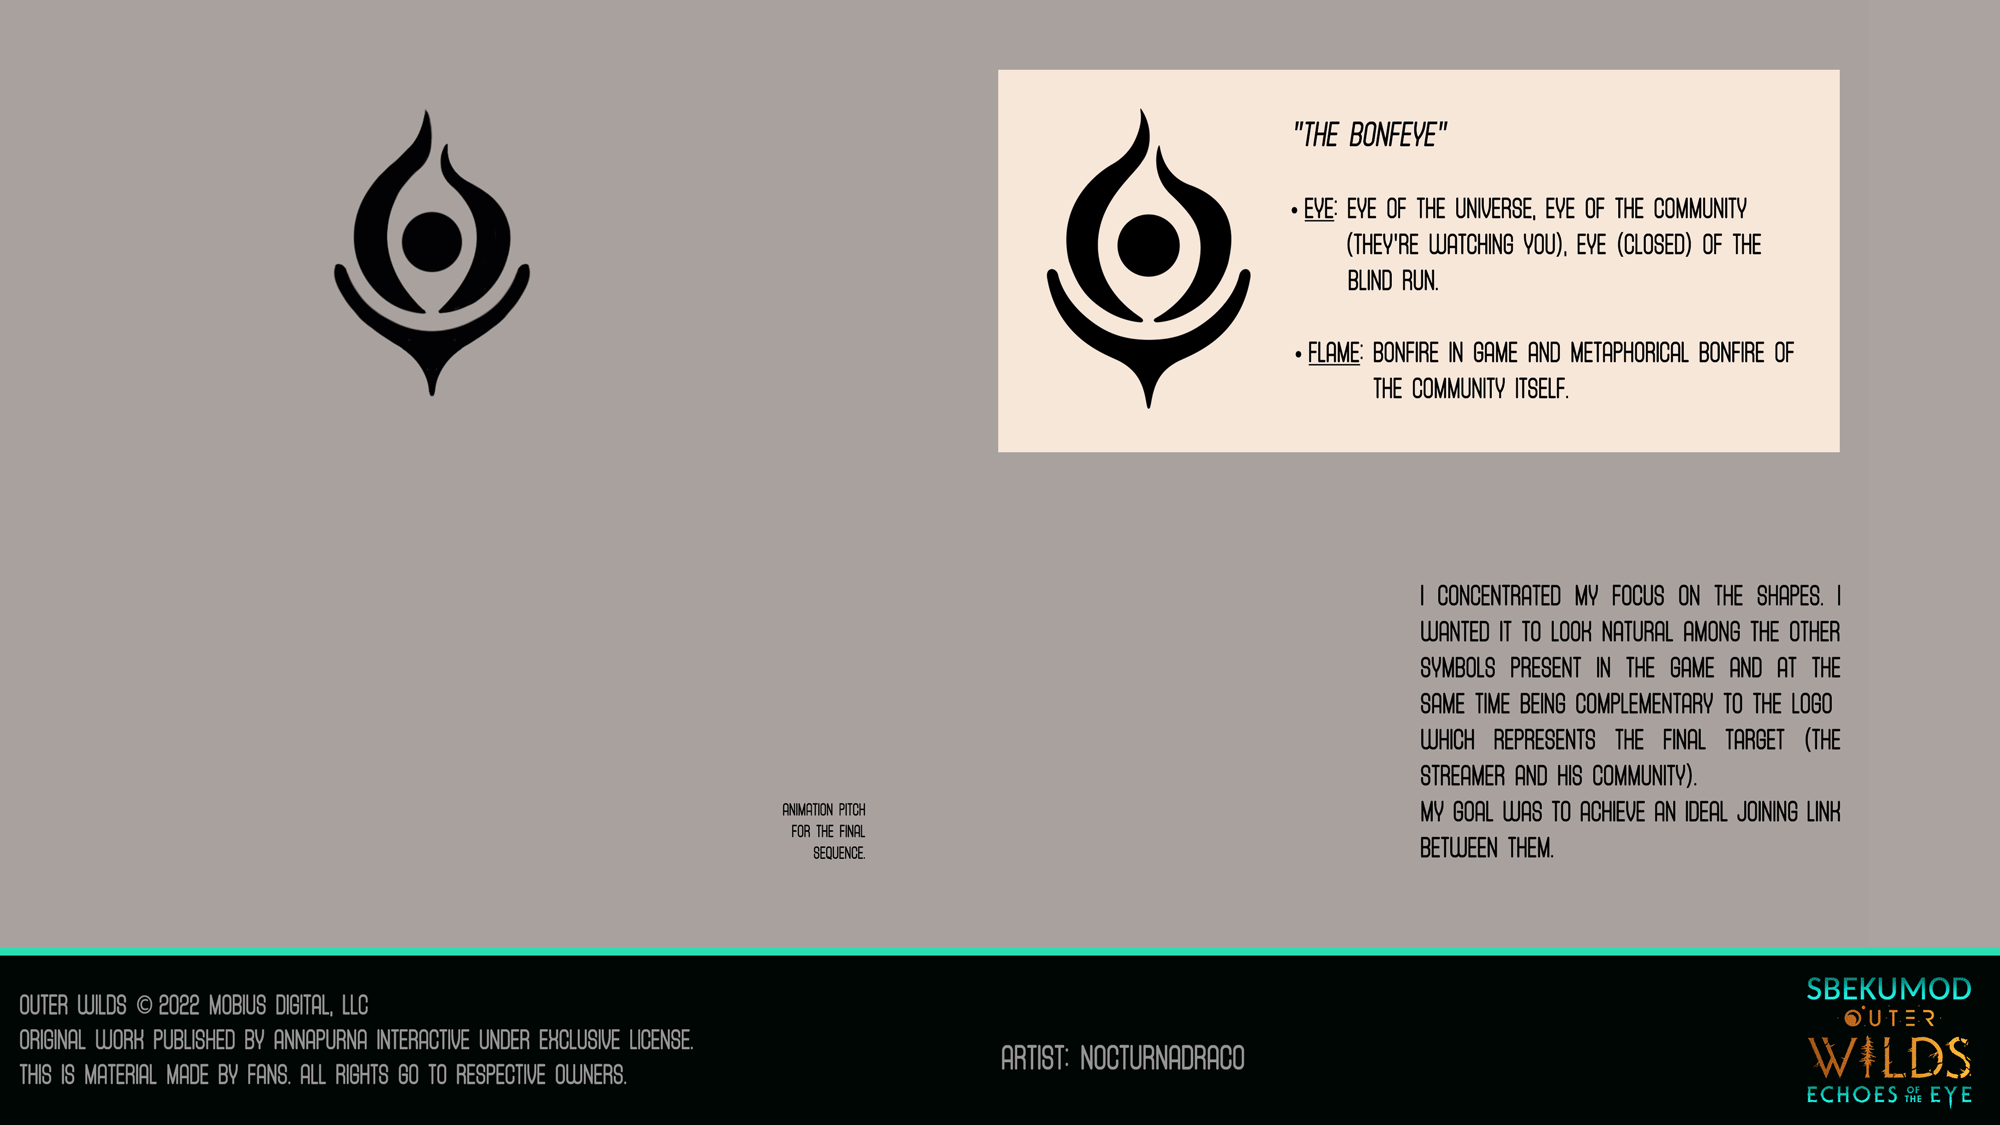 "THE BONFEYE"
• EYE: EYE OF THE UNIVERSE, EYE OF THE COMMUNITY
(THEY'RE WATCHING YOU), EYE (CLOSED) OF THE
BLIND RUN.
• FLAME: BONFIRE IN GAME AND METAPHORICAL BONFIRE OF
THE COMMUNITY ITSELF.
I CONCENTRATED MY FOCUS ON THE SHAPES. I
WANTED IT TO LOOK NATURAL AMONG THE OTHER
SYMBOLS PRESENT IN THE GAME AND AT THE
SAME TIME BEING COMPLEMENTARY TO THE LOGO
WHICH REPRESENTS THE FINAL TARGET (THE
STREAMER AND HIS COMMUNITY).
MY GOAL WAS TO ACHIEVE AN IDEAL JOINING LINK
BETWEEN THEM.
ANIMATION PITCH
FOR THE FINAL
SEQUENCE.
OUTER WILDS © 2022 MOBIUS DIGITAL, LLC
ORIGINAL WORK PUBLISHED BY ANNAPURNA INTERACTIVE UNDER EXCLUSIVE LICENSE.
THIS IS MATERIAL MADE BY FANS. ALL RIGHTS GO TO RESPECTIVE OWNERS.
ARTIST: NOCTURNADRACO
SBEKUMOD
OUTER
WILDS
ECHOES OF THE EYE